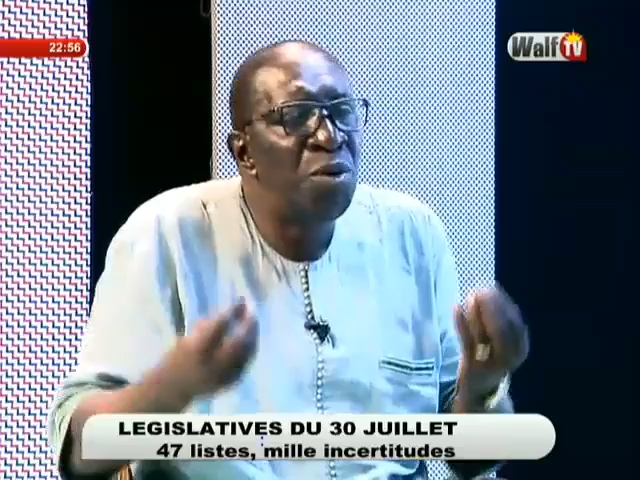 22:56
Walf TV
LEGISLATIVES DU 30 JUILLET
47 listes, mille incertitudes